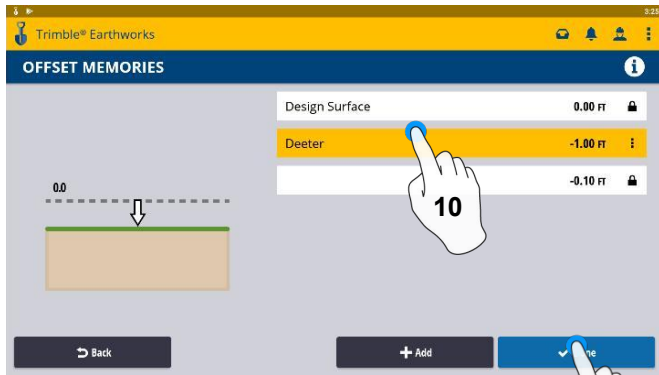 3:25
Trimble® Earthworks
OFFSET MEMORIES
i
Design Surface 0.00 FT
Deeter -1.00 FT
-0.10 FT
10
0.0
Back
+ Add